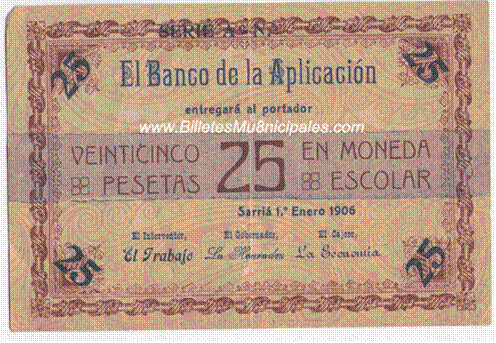 SERIE A - N.
25 25
El Banco de la Aplicación
entregará al portador
www.BilletesMu8nicipales.com
VEINTICINCO 25 EN MONEDA
PESETAS ESCOLAR
Sarriá 1.º Enero 1906
El Interventor, El Gobernador, El Cajero,
El Trabajo La Honradez La Economía
25 25